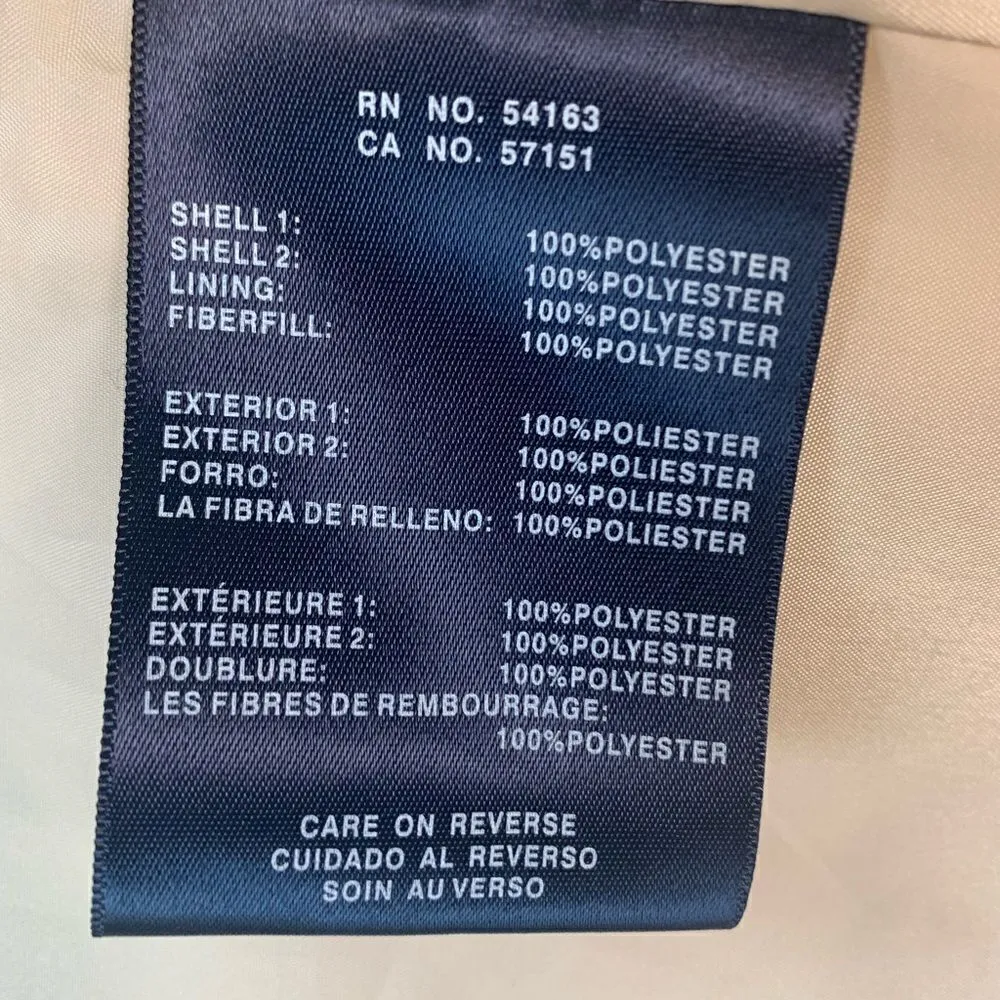 RN NO. 54163
CA NO. 57151
SHELL 1: 100%POLYESTER
SHELL 2: 100%POLYESTER
LINING: 100%POLYESTER
FIBERFILL: 100%POLYESTER
EXTERIOR 1: 100%POLIESTER
EXTERIOR 2: 100%POLIESTER
FORRO: 100%POLIESTER
LA FIBRA DE RELLENO: 100%POLIESTER
EXTÉRIEURE 1: 100%POLYESTER
EXTÉRIEURE 2: 100%POLYESTER
DOUBLURE: 100%POLYESTER
LES FIBRES DE REMBOURRAGE:
100%POLYESTER
CARE ON REVERSE
CUIDADO AL REVERSO
SOIN AU VERSO